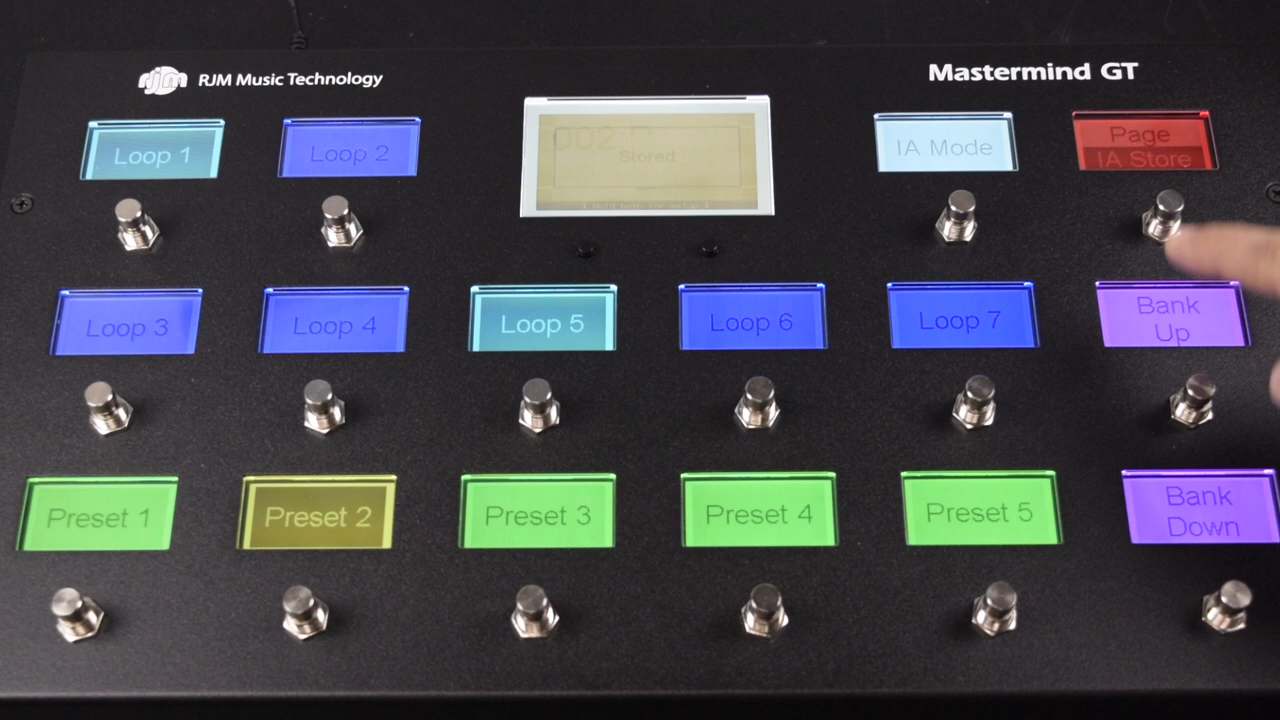 rjm RJM Music Technology
Mastermind GT
Loop 1
Loop 2
Stored
IA Mode
Page
IA Store
Loop 3
Loop 4
Loop 5
Loop 6
Loop 7
Bank
Up
Preset 1
Preset 2
Preset 3
Preset 4
Preset 5
Bank
Down